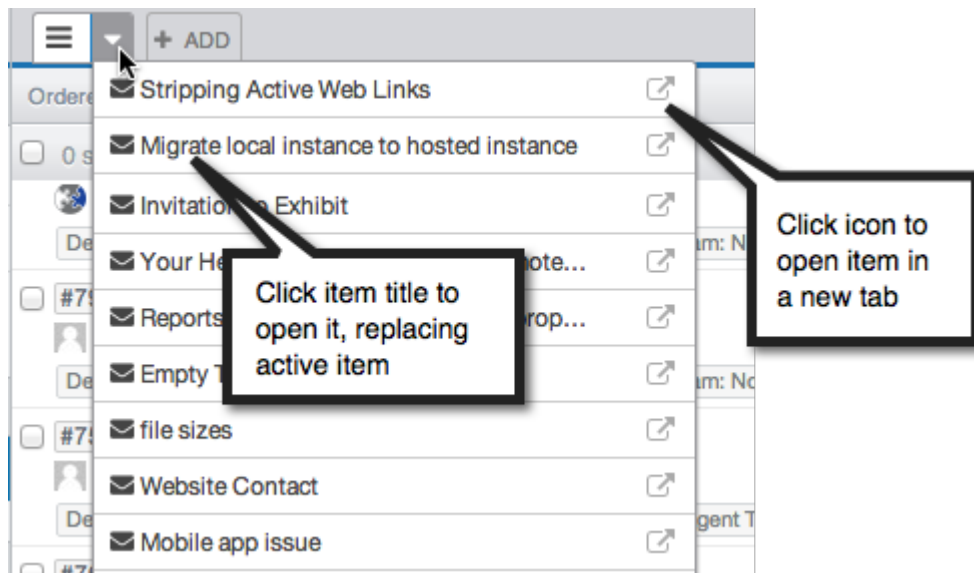 + ADD
Ordere
Stripping Active Web Links
0 s
Migrate local instance to hosted instance
Invitation Exhibit
De
am: N
Your He ote...
#79
Reports rop...
De
am: No
Empty T
#75
file sizes
Website Contact
De
gent T
Mobile app issue
Click item title to
open it, replacing
active item
Click icon to
open item in
a new tab